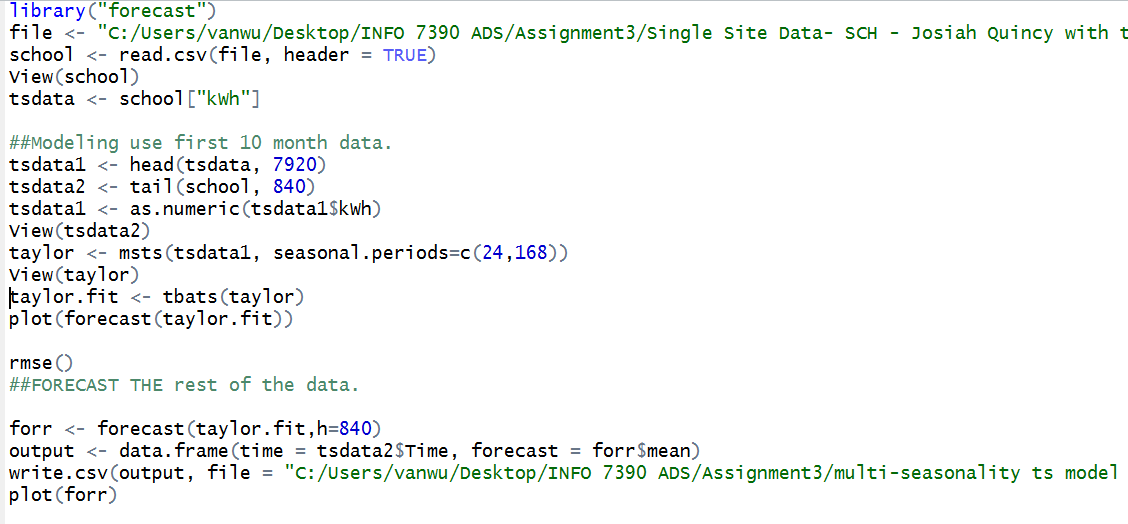 library("forecast")
file <- "C:/Users/vanwu/Desktop/INFO 7390 ADS/Assignment3/Single Site Data- SCH - Josiah Quincy with t
school <- read.csv(file, header = TRUE)
View(school)
tsdata <- school["kWh"]
##Modeling use first 10 month data.
tsdata1 <- head(tsdata, 7920)
tsdata2 <- tail(school, 840)
tsdata1 <- as.numeric(tsdata1$kWh)
View(tsdata2)
taylor <- msts(tsdata1, seasonal.periods=c(24,168))
View(taylor)
taylor.fit <- tbats(taylor)
plot(forecast(taylor.fit))
rmse()
##FORECAST THE rest of the data.
forr <- forecast(taylor.fit,h=840)
output <- data.frame(time = tsdata2$Time, forecast = forr$mean)
write.csv(output, file = "C:/Users/vanwu/Desktop/INFO 7390 ADS/Assignment3/multi-seasonality ts model
plot(forr)